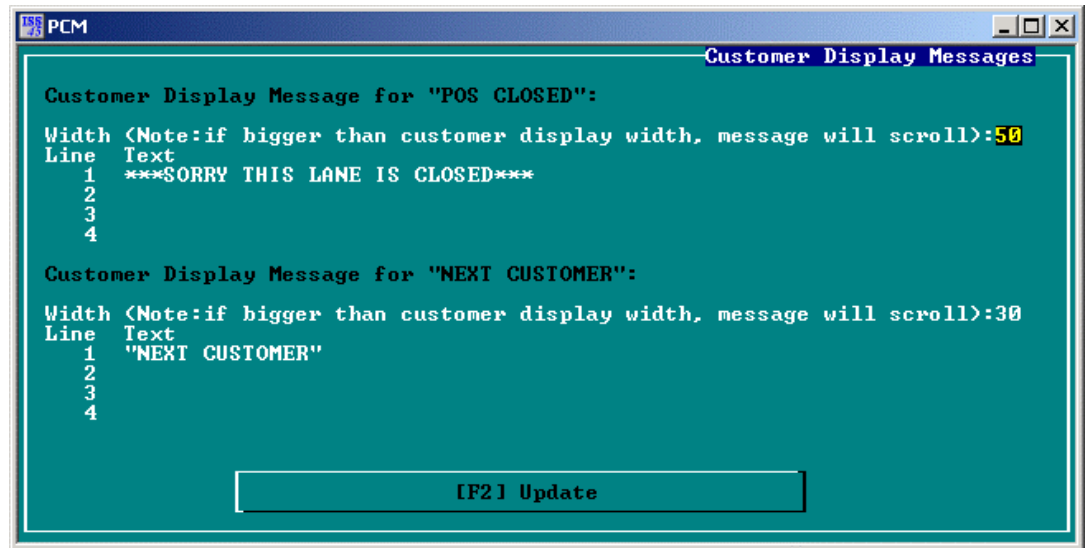 ISS 45 PCM
Customer Display Messages
Customer Display Message for "POS CLOSED":
Width (Note:if bigger than customer display width, message will scroll):50
Line Text
1 ***SORRY THIS LANE IS CLOSED***
2
3
4
Customer Display Message for "NEXT CUSTOMER":
Width (Note:if bigger than customer display width, message will scroll):30
Line Text
1 "NEXT CUSTOMER"
2
3
4
[F2] Update